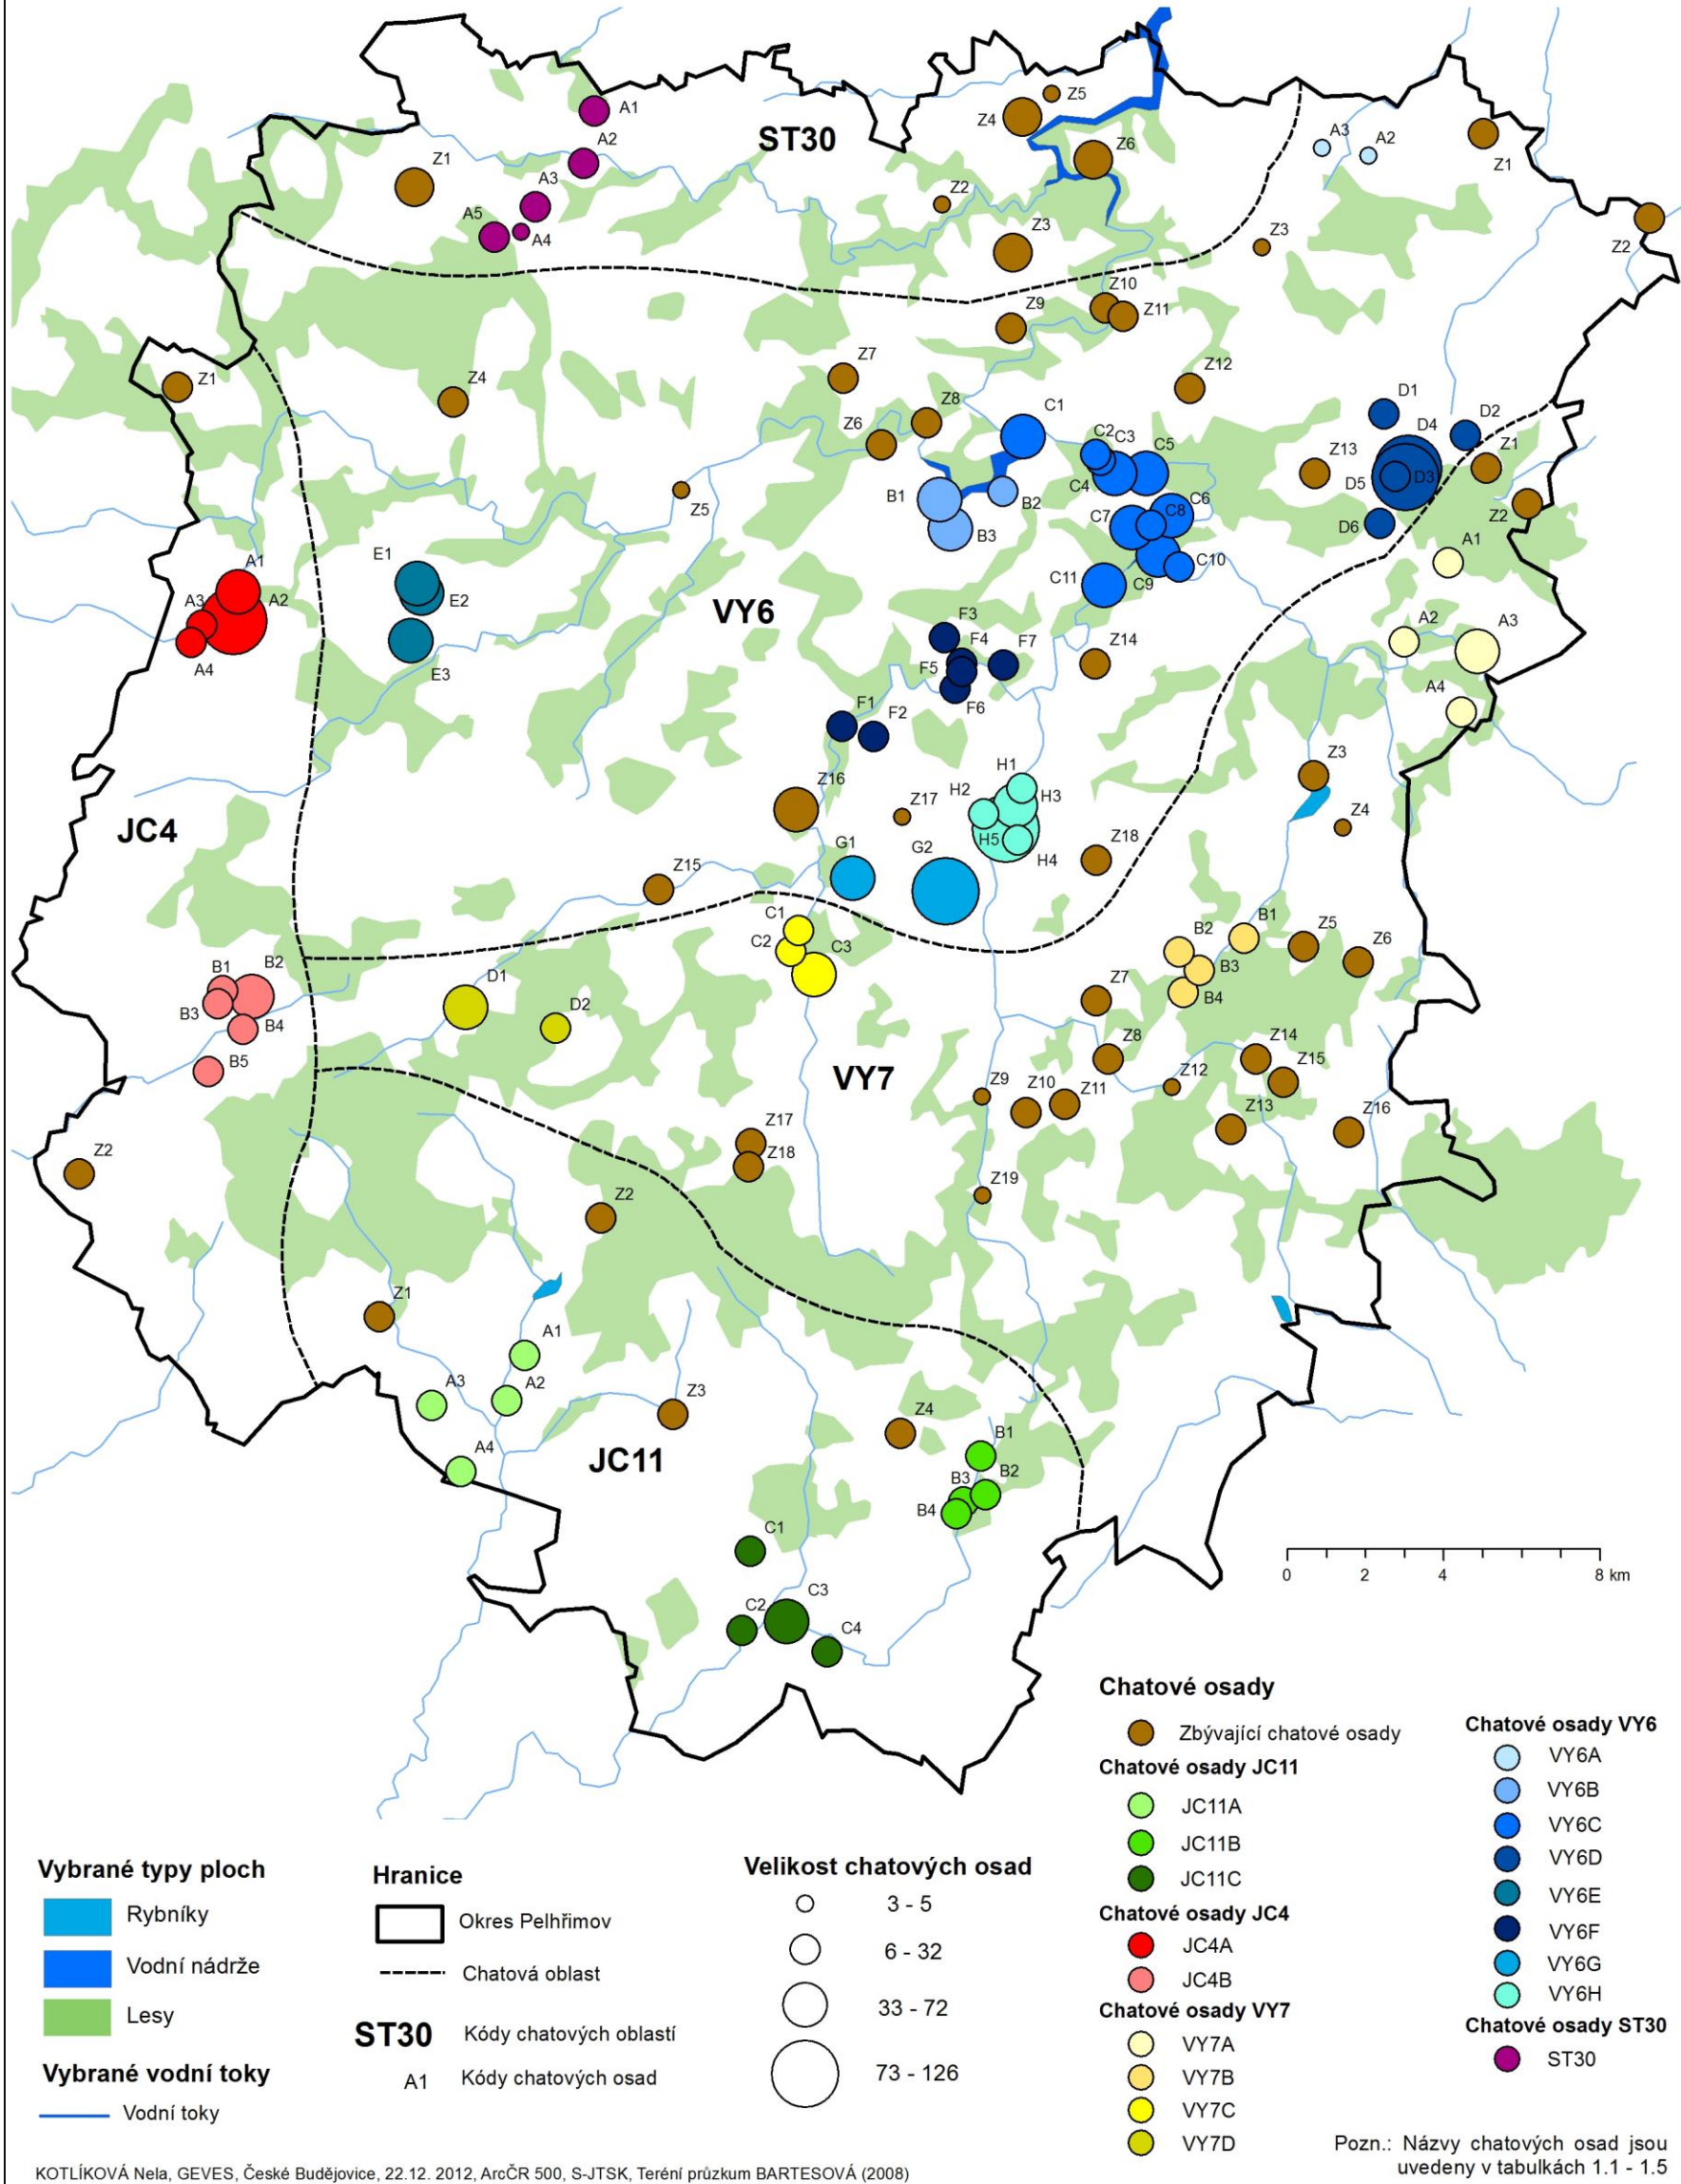 Z5
Z4
A1
ST30
A2
Z6
A3
A2
Z1
Z1
A3
Z2
A5
A4
Z3
Z3
Z2
Z10
Z9
Z11
Z7
Z12
Z1
Z4
Z8
C1
D1
D2
D4
Z6
C2
C3
C5
Z13
Z1
C4
D5
D3
Z5
B1
B2
C6
C8
Z2
C7
D6
B3
E1
A1
A1
C10
C11
C9
A3
A2
E2
VY6
F3
A2
A3
F4
F7
Z14
A4
F5
E3
A4
F6
F1
F2
Z3
H1
Z16
H2
H3
Z17
Z4
JC4
G1
G2
H5
H4
Z18
Z15
C1
B1
B2
Z5
C2
C3
Z6
B1
B2
B3
D1
B3
D2
B4
Z7
B4
Z8
Z14
Z15
B5
VY7
Z9
Z10
Z11
Z12
Z13
Z16
Z17
Z2
Z18
Z19
Z2
Z1
A1
A3
A2
Z3
Z4
A4
JC11
B1
B3
B2
B4
C1
C3
C2
C4
0 2 4 8 km
Chatové osady
Zbývající chatové osady
Chatové osady JC11
JC11A
JC11B
JC11C
Chatové osady JC4
JC4A
JC4B
Chatové osady VY7
VY7A
VY7B
VY7C
VY7D
Chatové osady VY6
VY6A
VY6B
VY6C
VY6D
VY6E
VY6F
VY6G
VY6H
Chatové osady ST30
ST30
Vybrané typy ploch
Rybníky
Vodní nádrže
Lesy
Vybrané vodní toky
Vodní toky
Hranice
Okres Pelhřimov
Chatová oblast
ST30 Kódy chatových oblastí
A1 Kódy chatových osad
Velikost chatových osad
3 - 5
6 - 32
33 - 72
73 - 126
Pozn.: Názvy chatových osad jsou
uvedeny v tabulkách 1.1 - 1.5
KOTLÍKOVÁ Nela, GEVES, České Budějovice, 22.12. 2012, ArcČR 500, S-JTSK, Teréní průzkum BARTESOVÁ (2008)